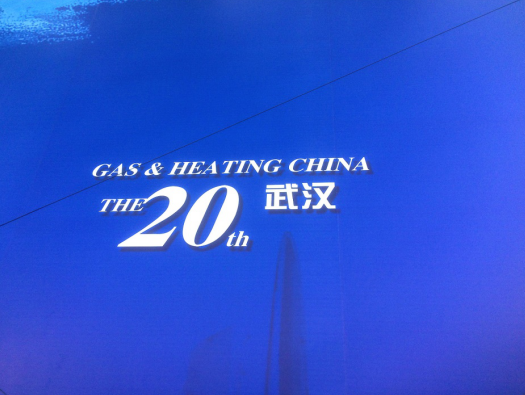 GAS & HEATING CHINA
THE 20th 武汉